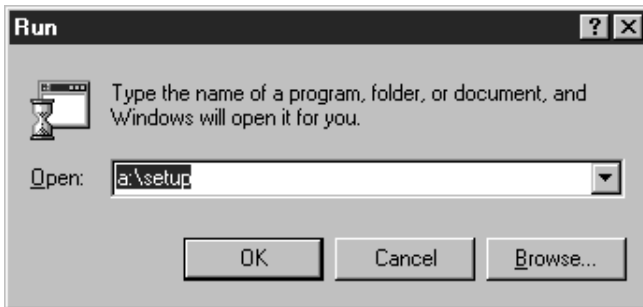 Run
Type the name of a program, folder, or document, and
Windows will open it for you.
Open: a:\setup
OK Cancel Browse...